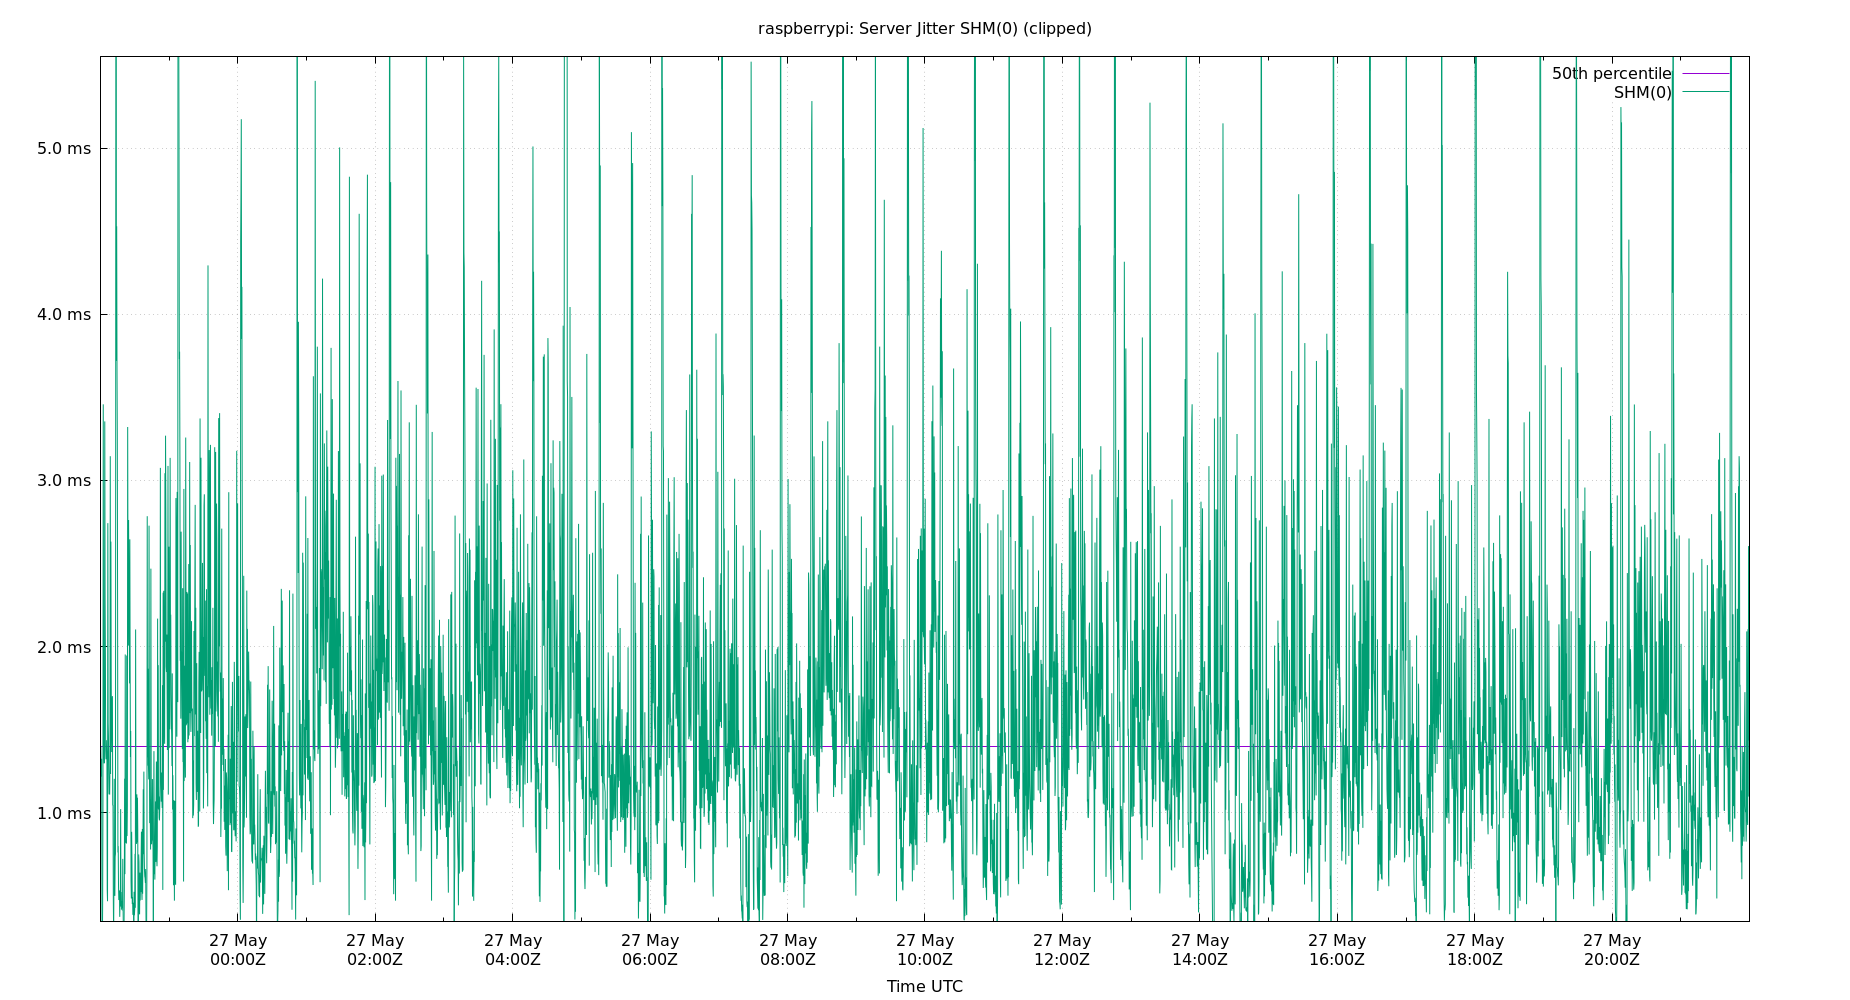 raspberrypi: Server Jitter SHM(0) (clipped)
50th percentile
SHM(0)
5.0 ms
4.0 ms
3.0 ms
2.0 ms
1.0 ms
27 May 27 May 27 May 27 May 27 May 27 May 27 May 27 May 27 May 27 May 27 May
00:00Z 02:00Z 04:00Z 06:00Z 08:00Z 10:00Z 12:00Z 14:00Z 16:00Z 18:00Z 20:00Z
Time UTC